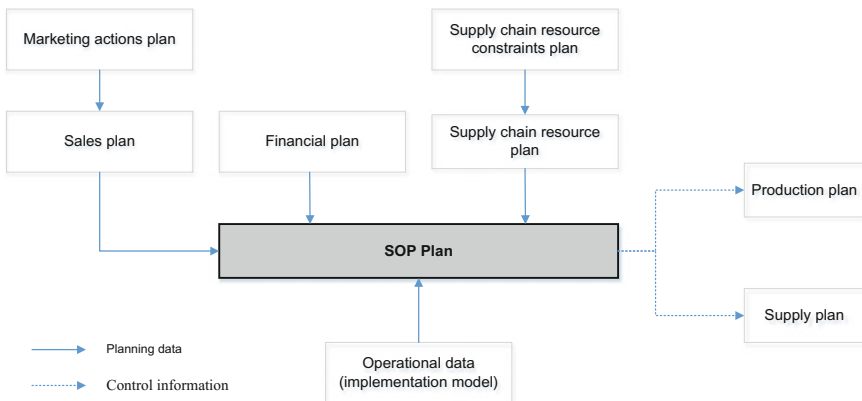 Marketing actions plan
Supply chain resource
constraints plan
Sales plan
Financial plan
Supply chain resource
plan
Production plan
SOP Plan
Supply plan
Planning data
Control information
Operational data
(implementation model)